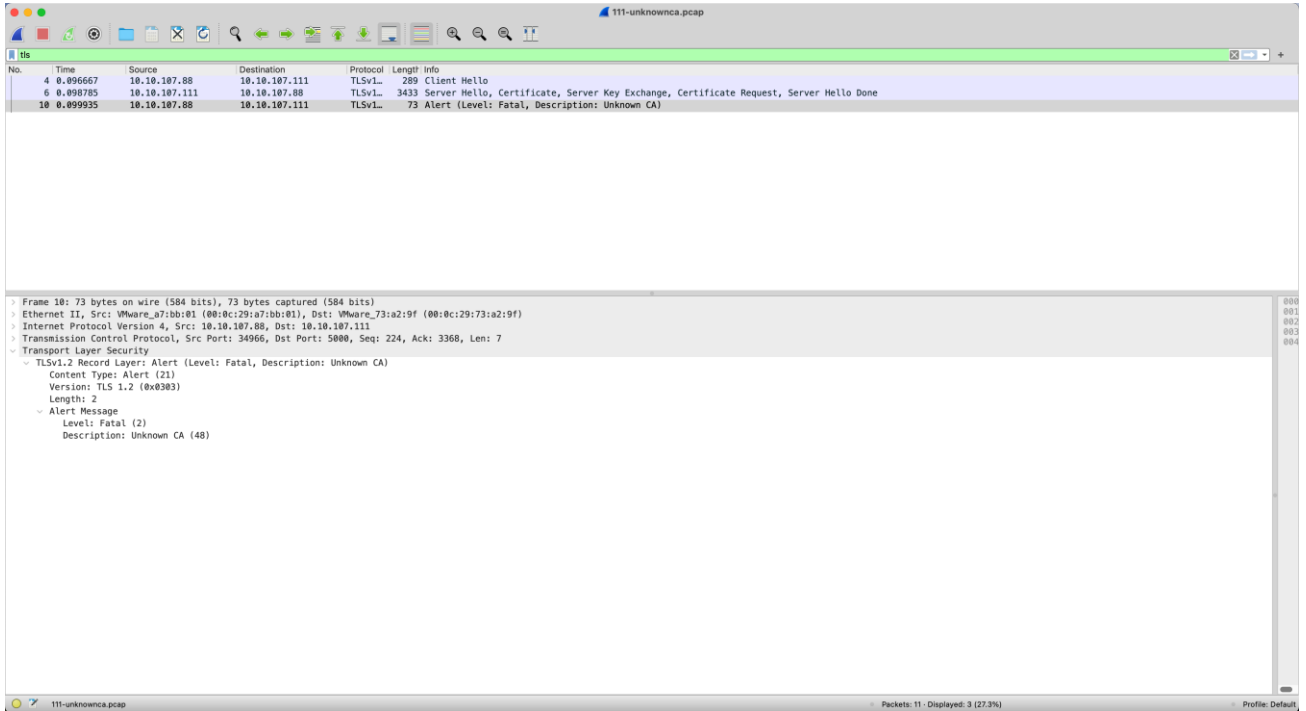 111-unknownca.pcap
tls
No. Time Source Destination Protocol Length Info
4 0.096667 10.10.107.88 10.10.107.111 TLSv1… 289 Client Hello
6 0.098785 10.10.107.111 10.10.107.88 TLSv1… 3433 Server Hello, Certificate, Server Key Exchange, Certificate Request, Server Hello Done
10 0.099935 10.10.107.88 10.10.107.111 TLSv1… 73 Alert (Level: Fatal, Description: Unknown CA)
Frame 10: 73 bytes on wire (584 bits), 73 bytes captured (584 bits)
Ethernet II, Src: VMware_a7:bb:01 (00:0c:29:a7:bb:01), Dst: VMware_73:a2:9f (00:0c:29:73:a2:9f)
Internet Protocol Version 4, Src: 10.10.107.88, Dst: 10.10.107.111
Transmission Control Protocol, Src Port: 34966, Dst Port: 5000, Seq: 224, Ack: 3368, Len: 7
Transport Layer Security
TLSv1.2 Record Layer: Alert (Level: Fatal, Description: Unknown CA)
Content Type: Alert (21)
Version: TLS 1.2 (0x0303)
Length: 2
Alert Message
Level: Fatal (2)
Description: Unknown CA (48)
000
001
002
003
004
111-unknownca.pcap
Packets: 11 · Displayed: 3 (27.3%)
Profile: Default